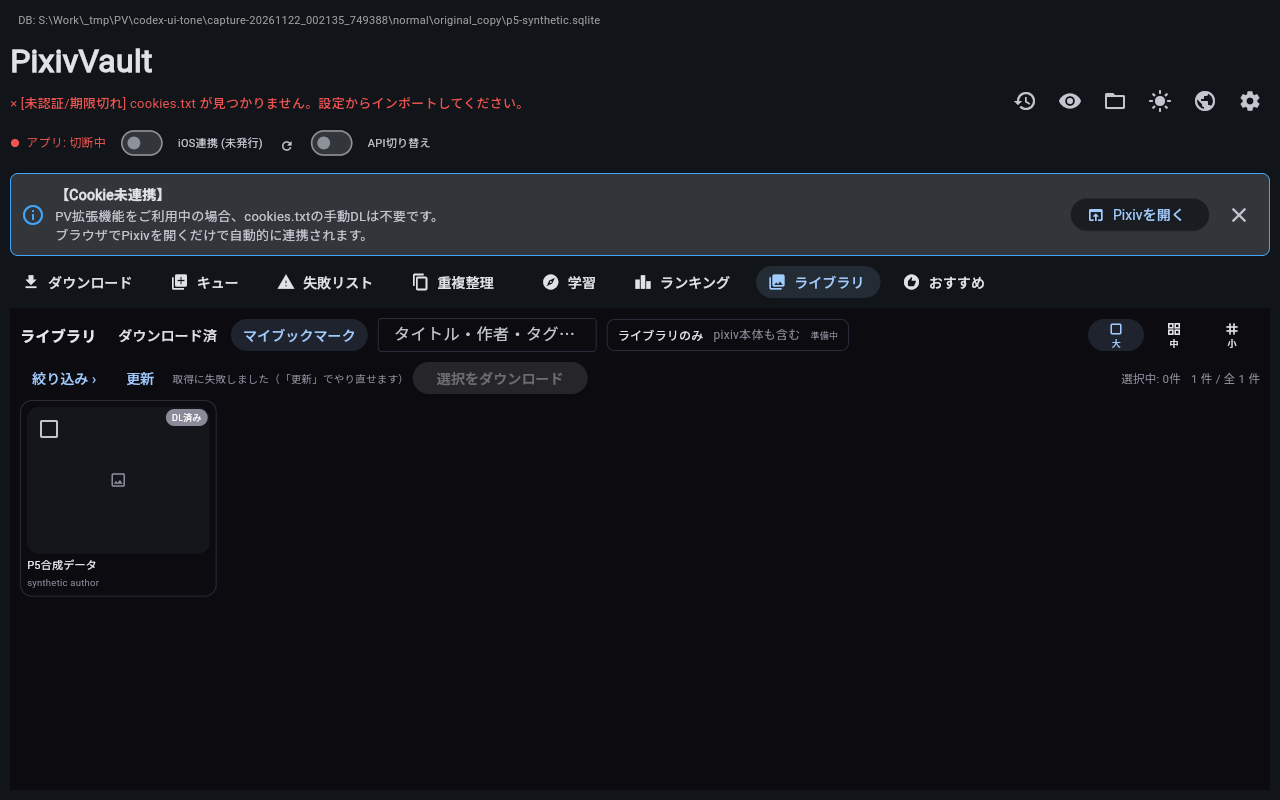 DB: S:\Work\_tmp\PV\codex-ui-tone\capture-20261122_002135_749388\normal\original_copy\p5-synthetic.sqlite
PixivVault
× [未認証/期限切れ] cookies.txt が見つかりません。設定からインポートしてください。
アプリ: 切断中 iOS連携 (未発行) API切り替え
【Cookie未連携】
PV拡張機能をご利用中の場合、cookies.txtの手動DLは不要です。
ブラウザでPixivを開くだけで自動的に連携されます。
Pixivを開く
ダウンロード キュー 失敗リスト 重複整理 学習 ランキング ライブラリ おすすめ
ライブラリ ダウンロード済 マイブックマーク タイトル・作者・タグ… ライブラリのみ pixiv本体も含む 準備中 大 中 小
絞り込み › 更新 取得に失敗しました（「更新」でやり直せます） 選択をダウンロード 選択中: 0件 1 件 / 全 1 件
DL済み
P5合成データ
synthetic author